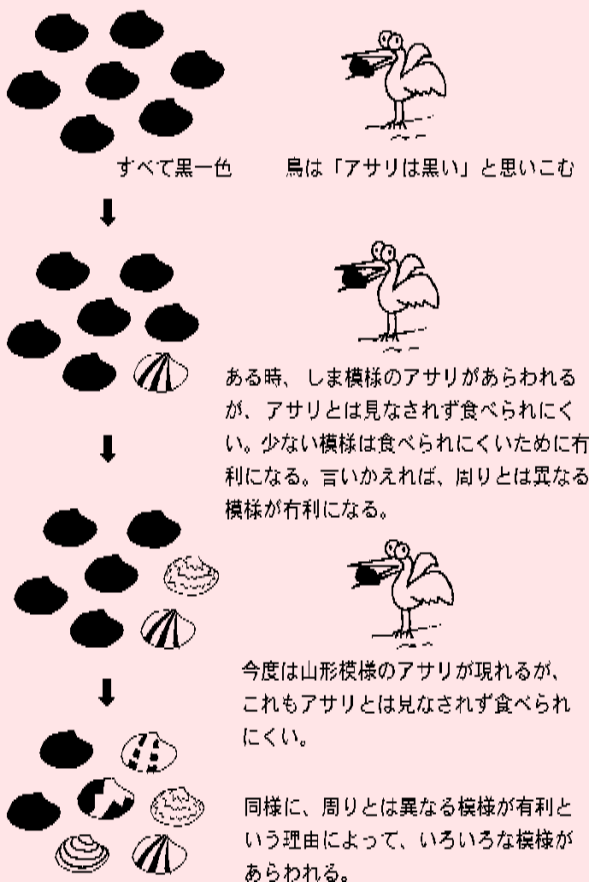 すべて黒一色
鳥は「アサリは黒い」と思いこむ
ある時、しま模様のアサリがあらわれる
が、アサリとは見なされず食べられにく
い。少ない模様は食べられにくいために有
利になる。言いかえれば、周りとは異なる
模様が有利になる。
今度は山形模様のアサリが現れるが、
これもアサリとは見なされず食べられ
にくい。
同様に、周りとは異なる模様が有利と
いう理由によって、いろいろな模様が
あらわれる。